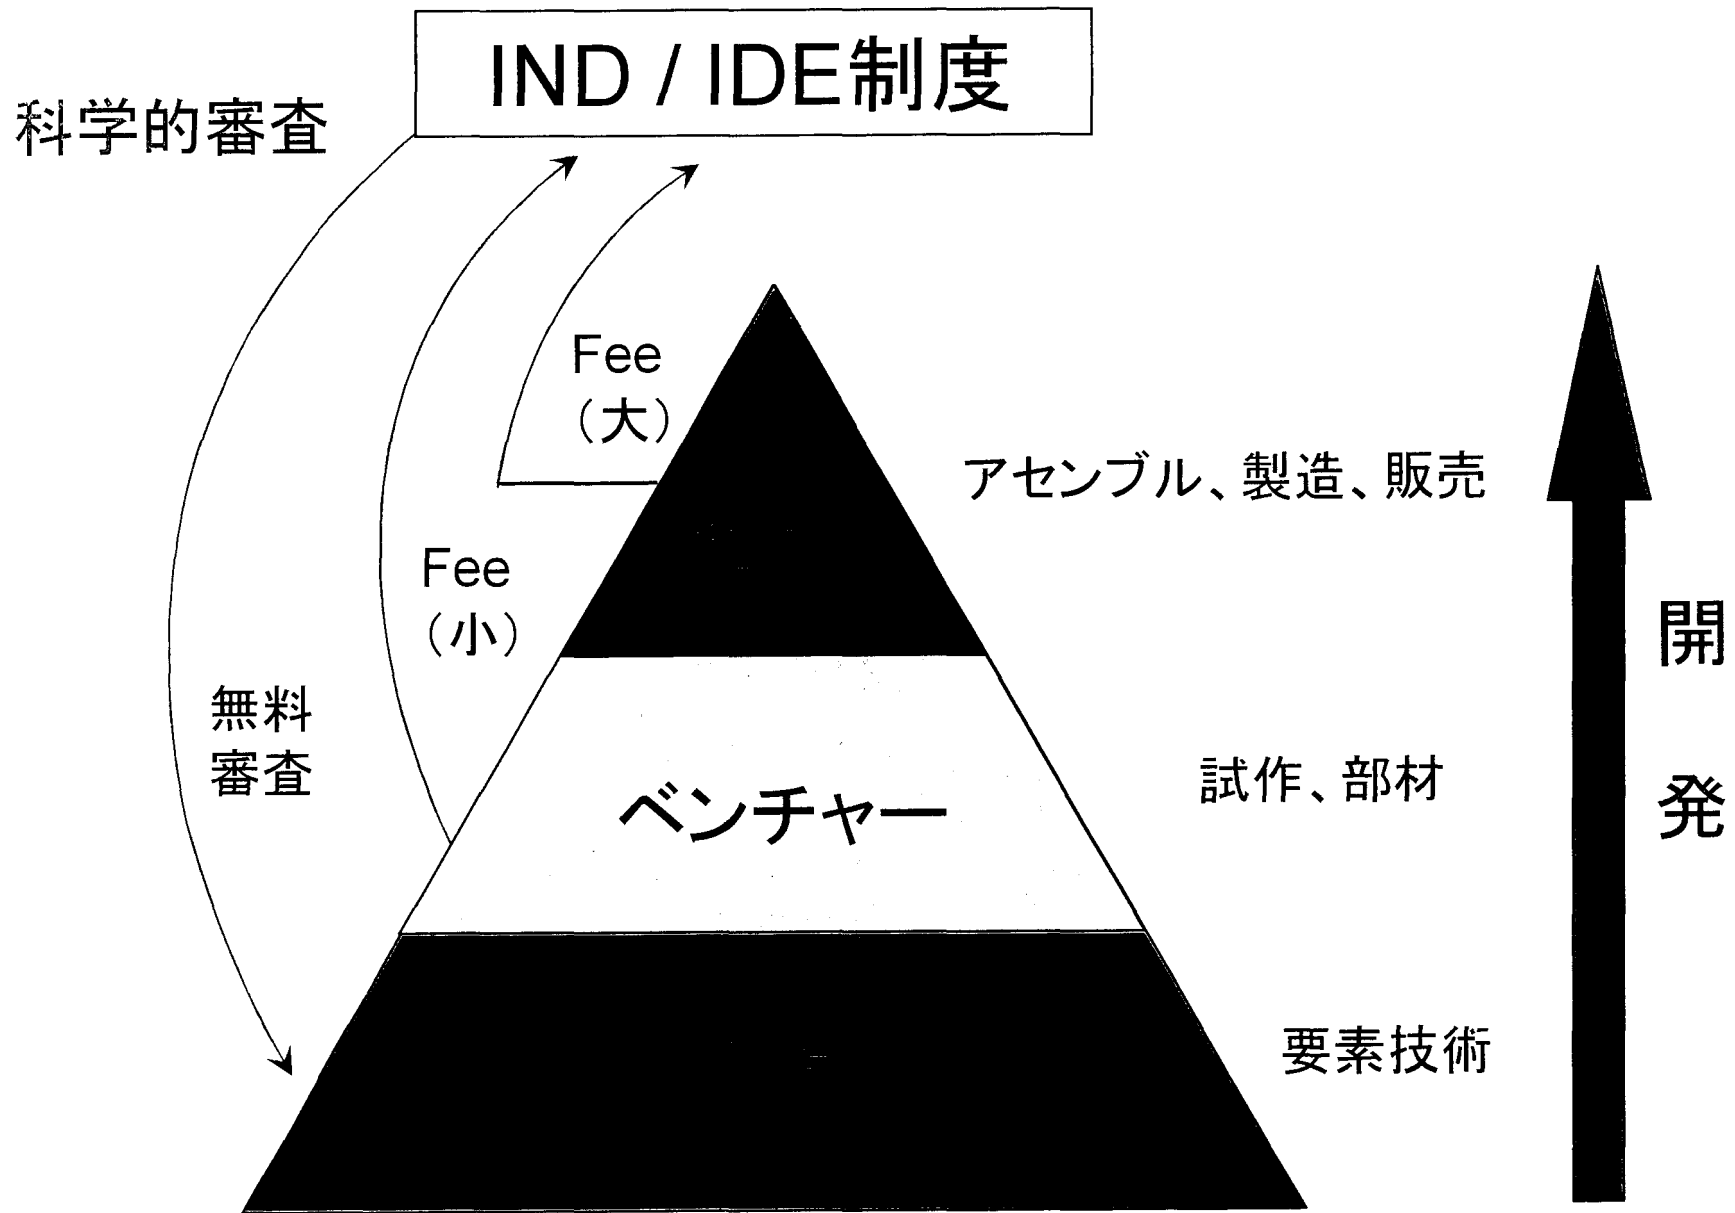 IND / IDE制度
科学的審査
Fee
（大）
アセンブル、製造、販売
Fee
（小）
開
発
無料
審査
ベンチャー
試作、部材
要素技術